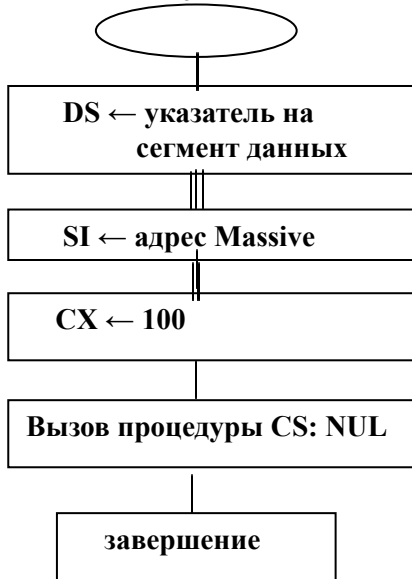 DS ← указатель на
сегмент данных
SI ← адрес Massive
CX ← 100
Вызов процедуры CS: NUL
завершение